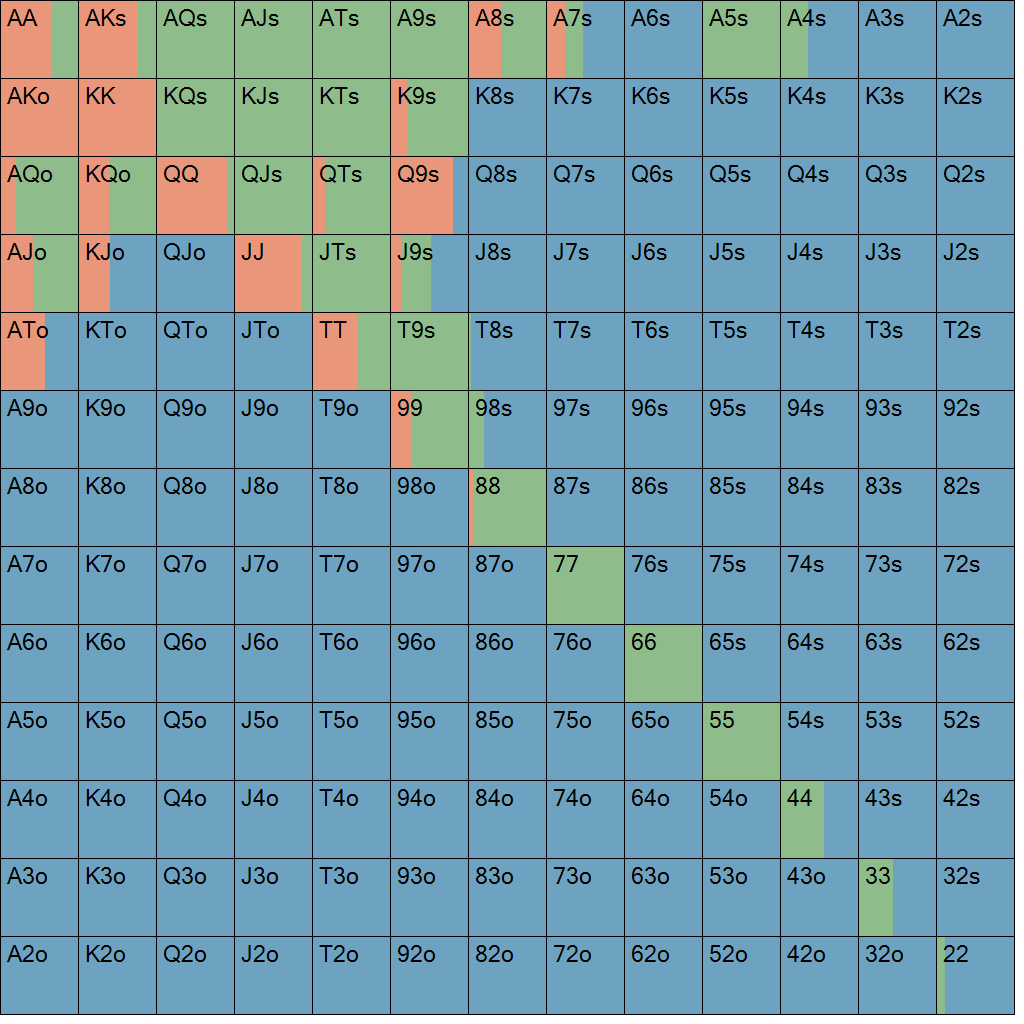 AA AKs AQs AJs ATs A9s A8s A7s A6s A5s A4s A3s A2s
AKo KK KQs KJs KTs K9s K8s K7s K6s K5s K4s K3s K2s
AQo KQo QQ QJs QTs Q9s Q8s Q7s Q6s Q5s Q4s Q3s Q2s
AJo KJo QJo JJ JTs J9s J8s J7s J6s J5s J4s J3s J2s
ATo KTo QTo JTo TT T9s T8s T7s T6s T5s T4s T3s T2s
A9o K9o Q9o J9o T9o 99 98s 97s 96s 95s 94s 93s 92s
A8o K8o Q8o J8o T8o 98o 88 87s 86s 85s 84s 83s 82s
A7o K7o Q7o J7o T7o 97o 87o 77 76s 75s 74s 73s 72s
A6o K6o Q6o J6o T6o 96o 86o 76o 66 65s 64s 63s 62s
A5o K5o Q5o J5o T5o 95o 85o 75o 65o 55 54s 53s 52s
A4o K4o Q4o J4o T4o 94o 84o 74o 64o 54o 44 43s 42s
A3o K3o Q3o J3o T3o 93o 83o 73o 63o 53o 43o 33 32s
A2o K2o Q2o J2o T2o 92o 82o 72o 62o 52o 42o 32o 22